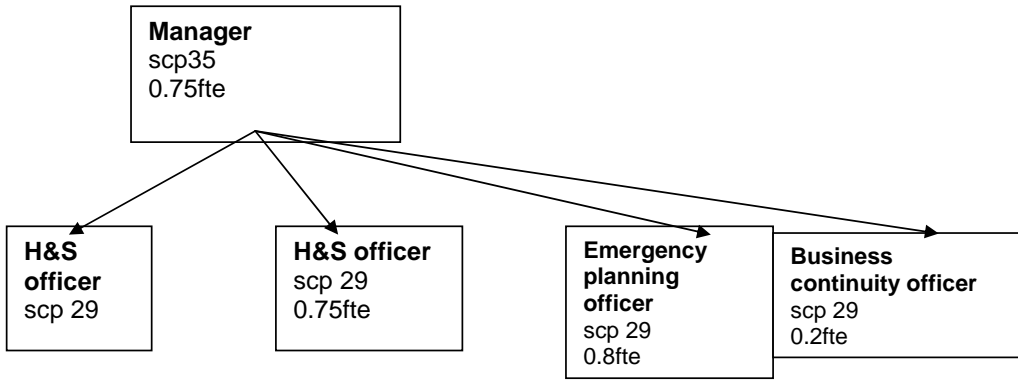 Manager
scp35
0.75fte
H&S
officer
scp 29
H&S officer
scp 29
0.75fte
Emergency
planning
officer
scp 29
0.8fte
Business
continuity officer
scp 29
0.2fte